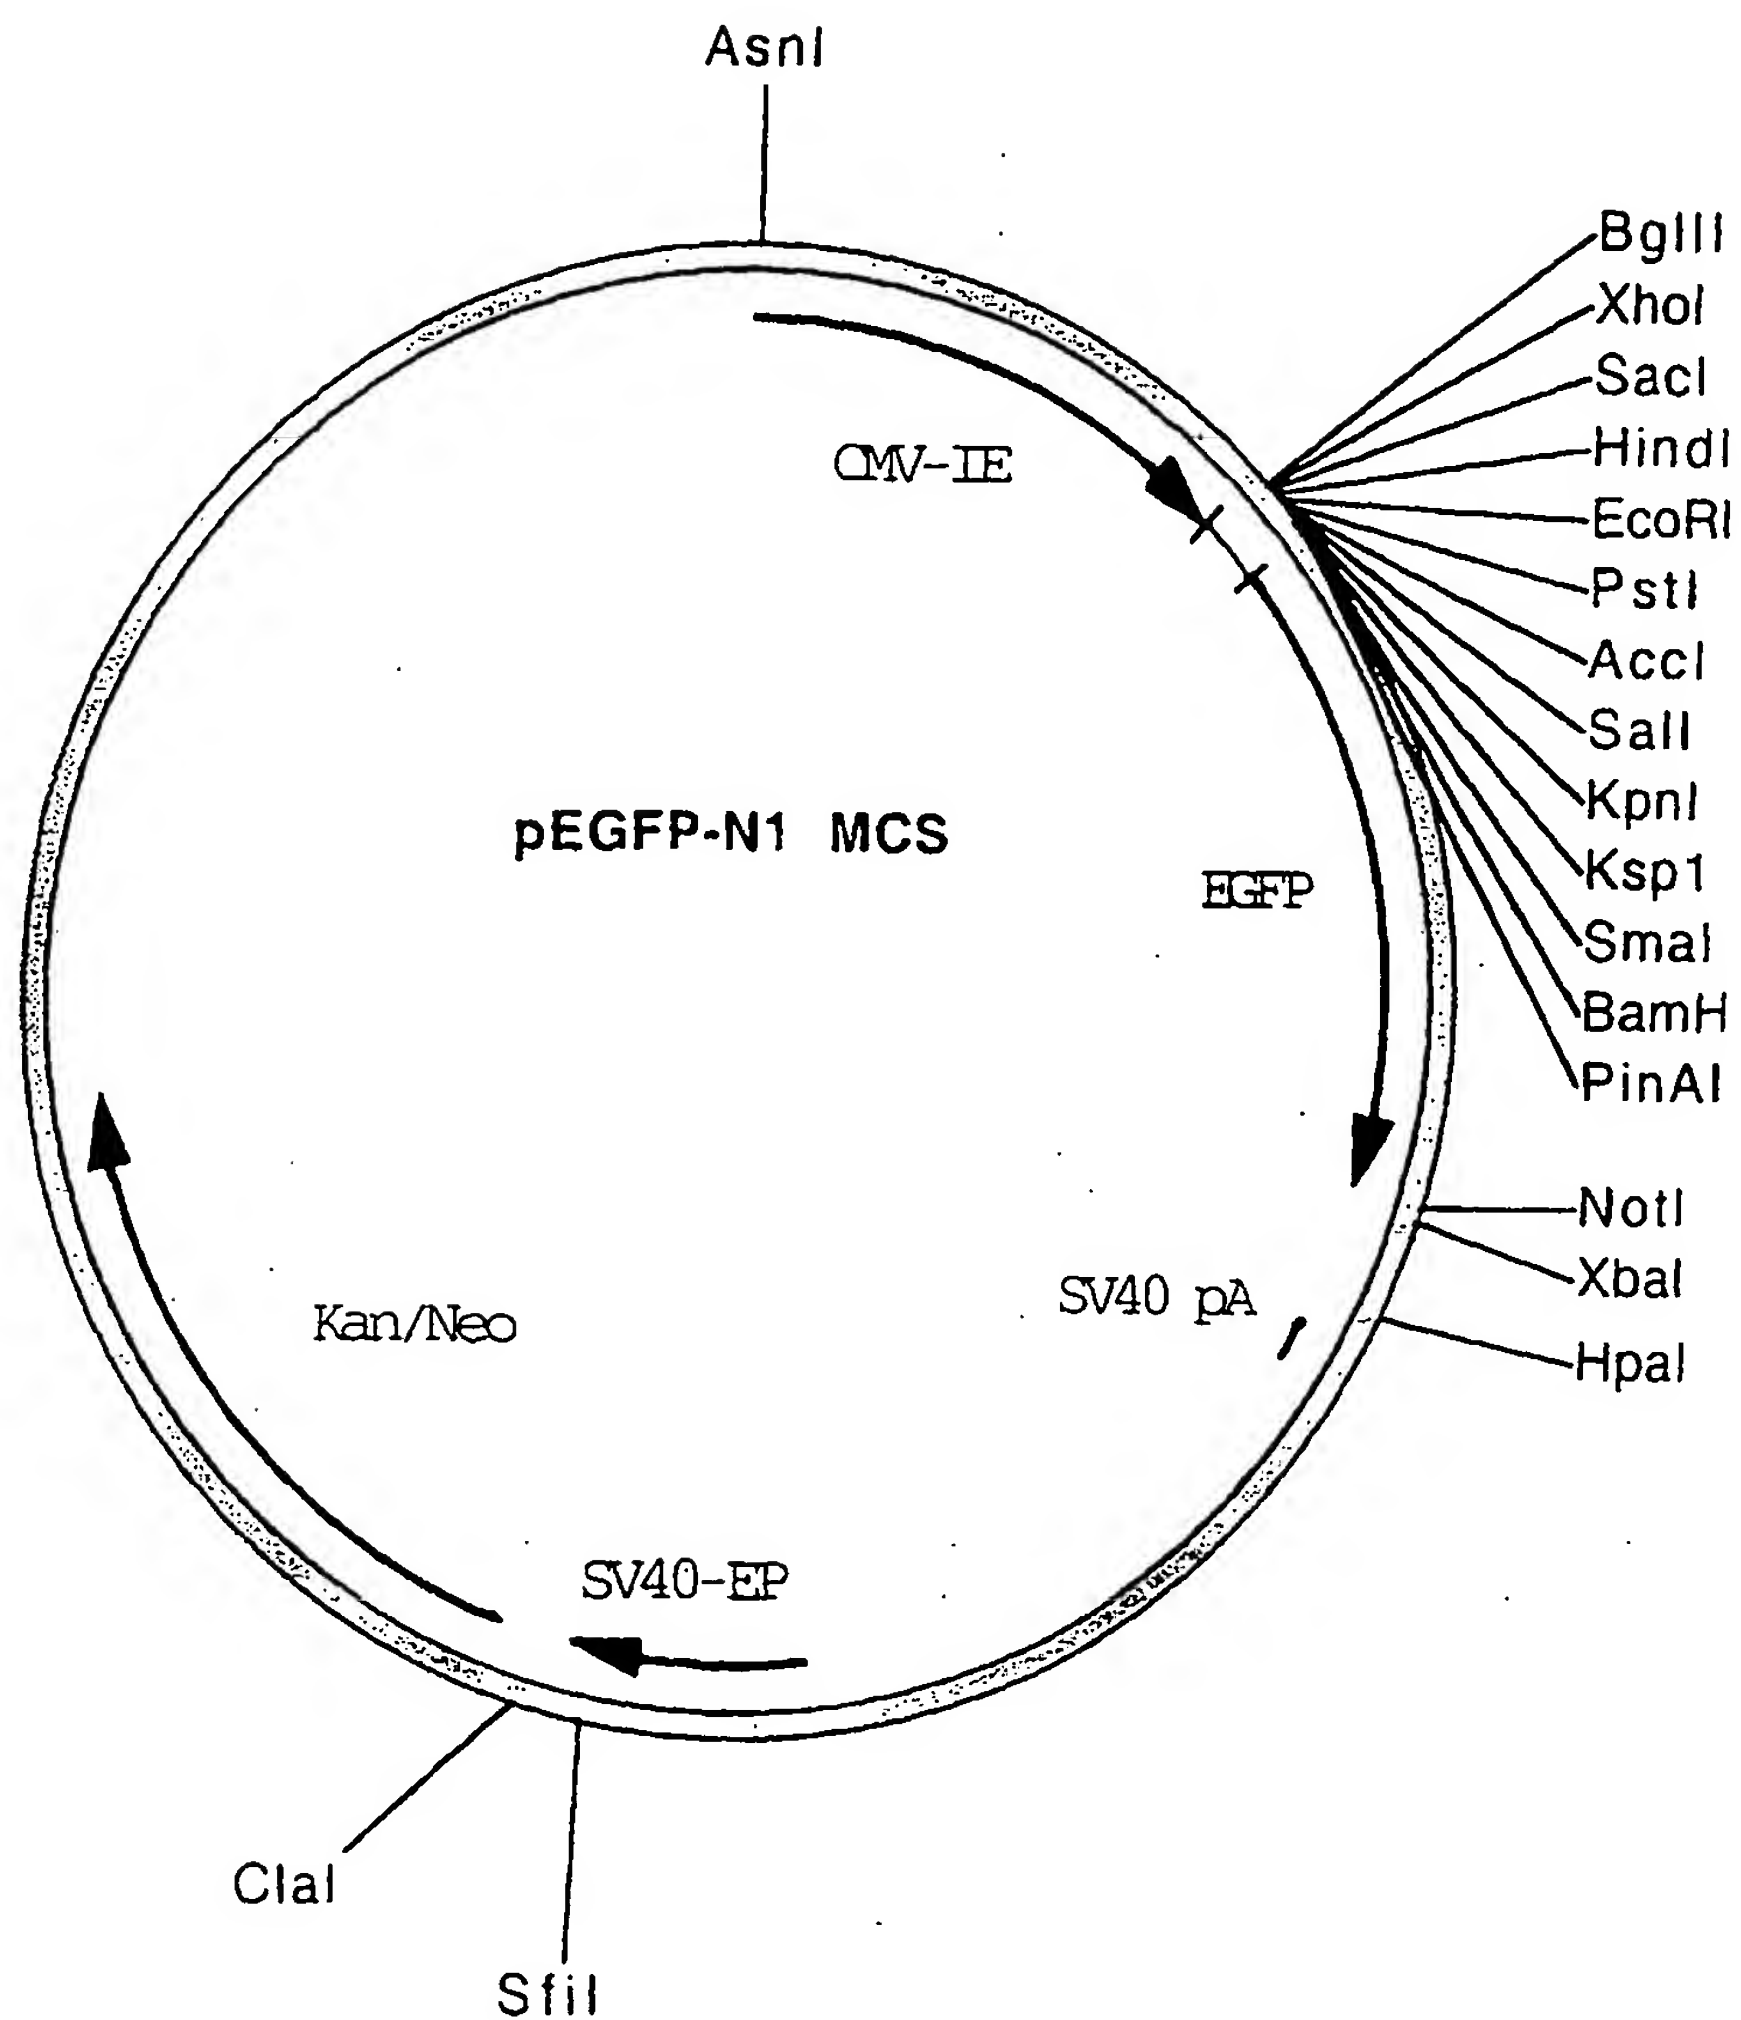 AsnI
BglII
XhoI
SacI
HindI
EcoRI
PstI
AccI
SalI
KpnI
Ksp1
SmaI
BamH
PinAI
NotI
XbaI
HpaI
CMV-IE
pEGFP-N1 MCS
EGFP
SV40 pA
Kan/Neo
SV40-EP
ClaI
SfiI